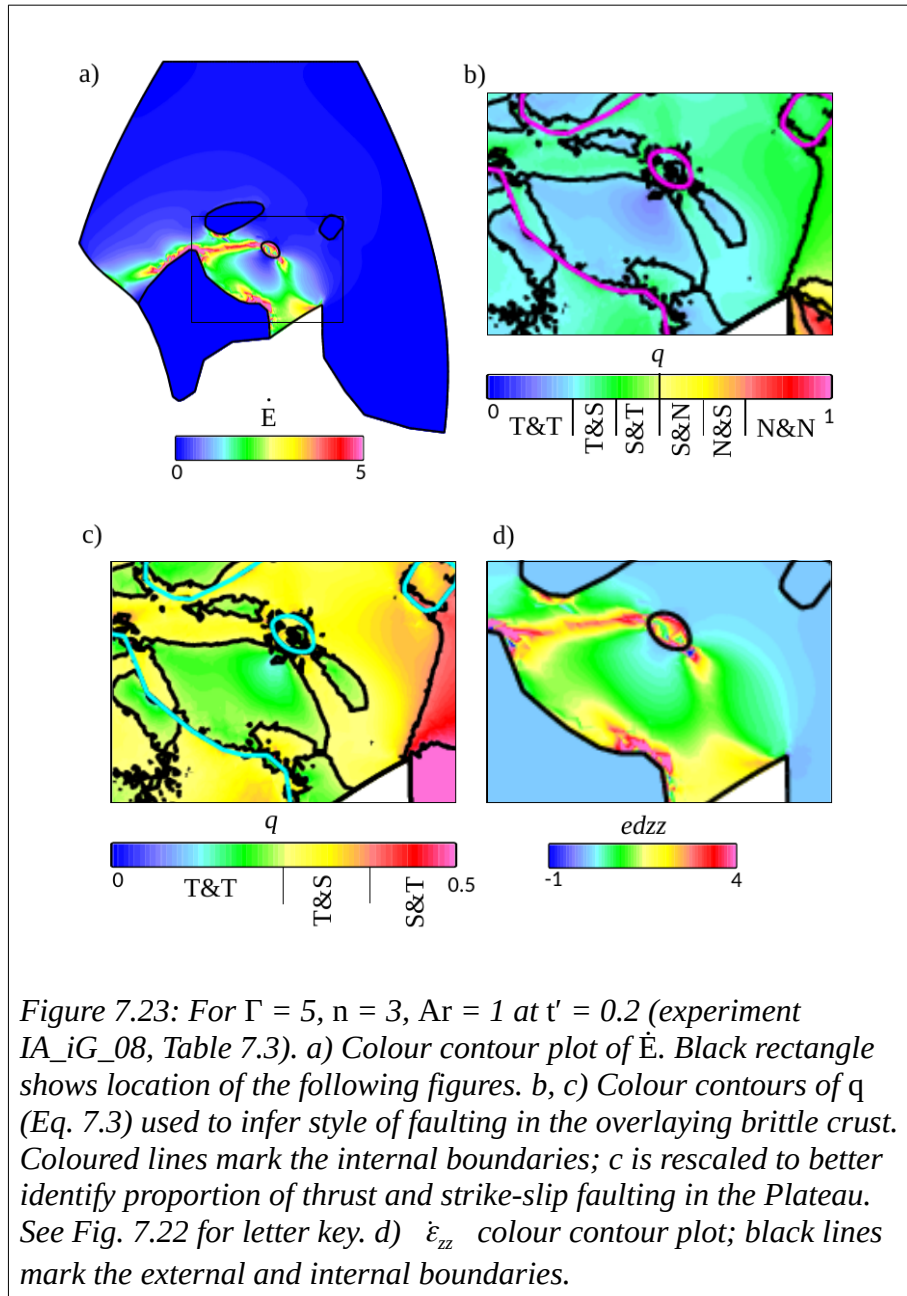 a)
b)
q
0
1
T&T
T&S
S&T
S&N
N&S
N&N
Ė
0
5
c)
d)
q
0
0.5
T&T
T&S
S&T
edzz
-1
4
Figure 7.23: For Γ = 5, n = 3, Ar = 1 at t′ = 0.2 (experiment
IA_iG_08, Table 7.3). a) Colour contour plot of Ė. Black rectangle
shows location of the following figures. b, c) Colour contours of q
(Eq. 7.3) used to infer style of faulting in the overlaying brittle crust.
Coloured lines mark the internal boundaries; c is rescaled to better
identify proportion of thrust and strike-slip faulting in the Plateau.
See Fig. 7.22 for letter key. d) ε̇zz colour contour plot; black lines
mark the external and internal boundaries.